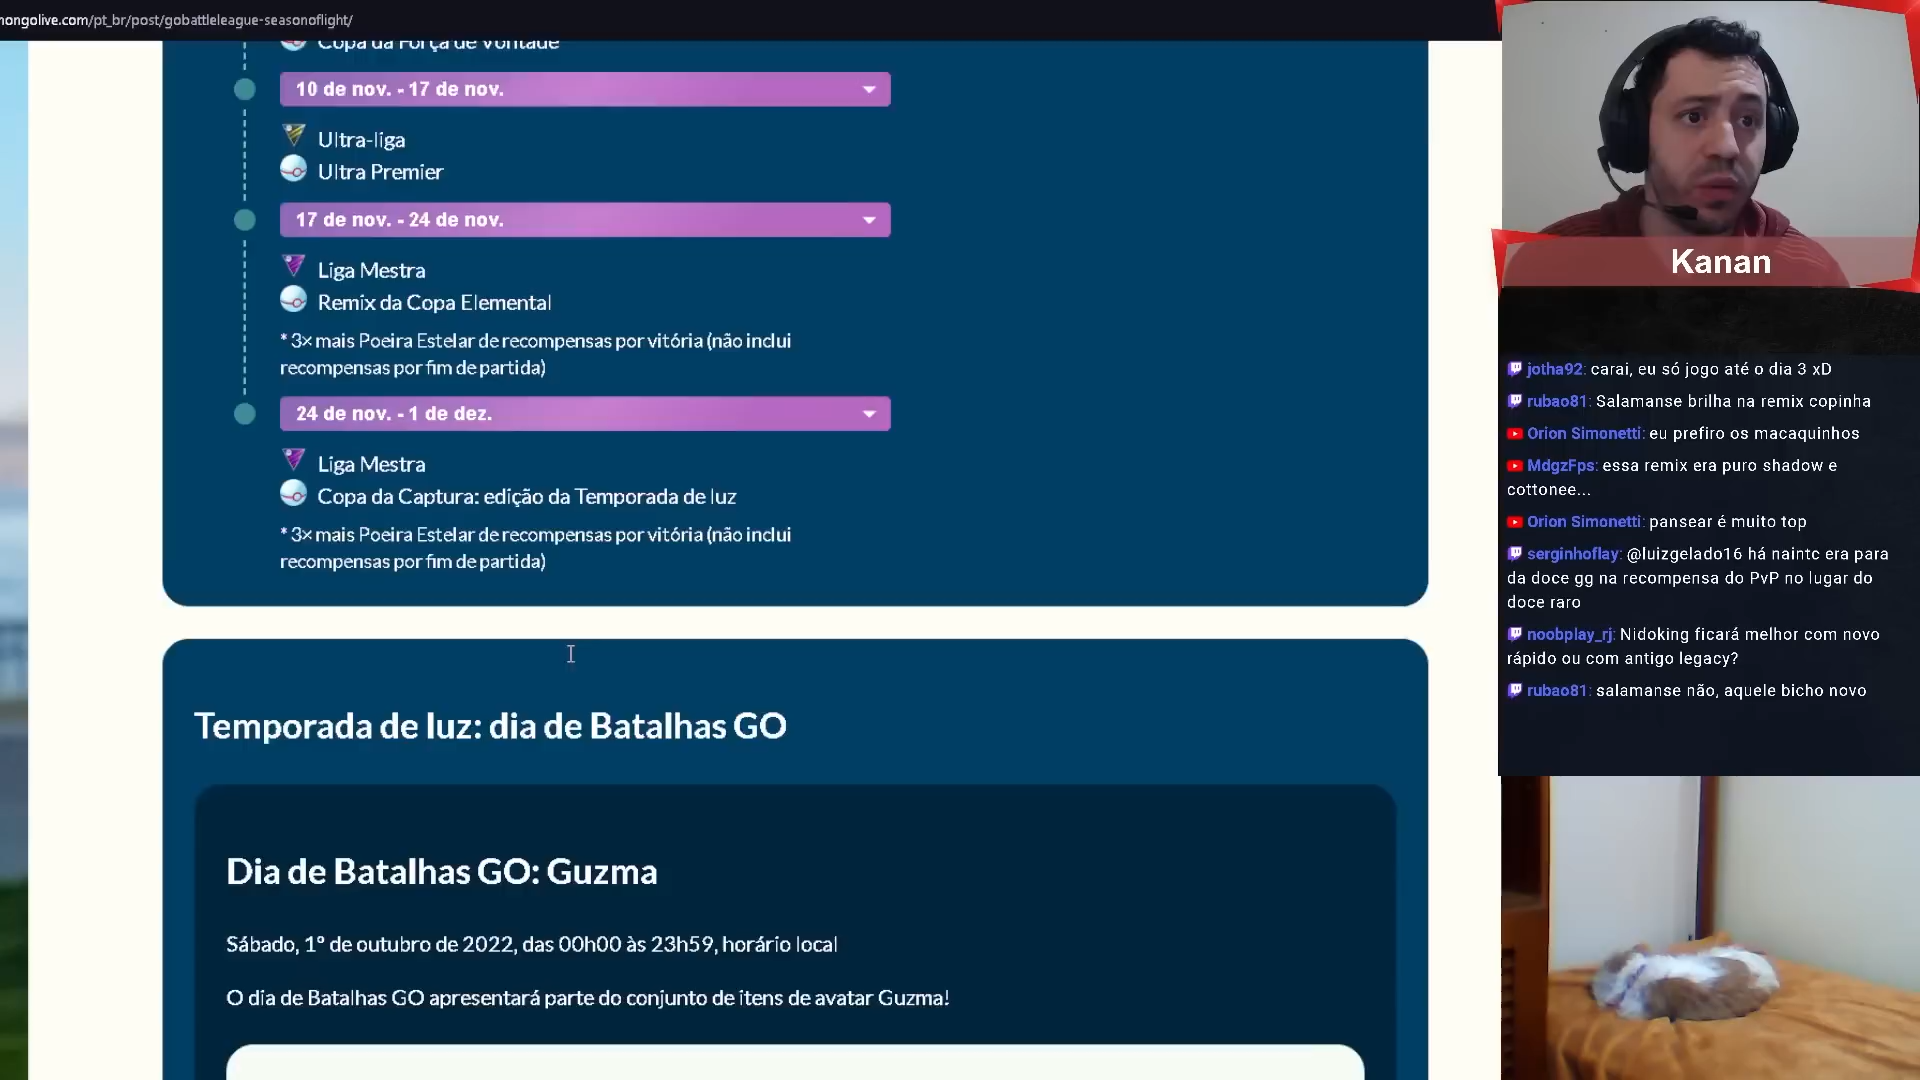 mongolive.com/pt_br/post/gobattleleague-seasonoflight/
Copa da Força de Vontade
10 de nov. - 17 de nov.
Ultra-liga
Ultra Premier
17 de nov. - 24 de nov.
Liga Mestra
Remix da Copa Elemental
* 3× mais Poeira Estelar de recompensas por vitória (não inclui
recompensas por fim de partida)
24 de nov. - 1 de dez.
Liga Mestra
Copa da Captura: edição da Temporada de luz
* 3× mais Poeira Estelar de recompensas por vitória (não inclui
recompensas por fim de partida)
Temporada de luz: dia de Batalhas GO
Dia de Batalhas GO: Guzma
Sábado, 1º de outubro de 2022, das 00h00 às 23h59, horário local
O dia de Batalhas GO apresentará parte do conjunto de itens de avatar Guzma!
Kanan
jotha92: carai, eu só jogo até o dia 3 xD
rubao81: Salamanse brilha na remix copinha
Orion Simonetti: eu prefiro os macaquinhos
MdgzFps: essa remix era puro shadow e
cottonee...
Orion Simonetti: pansear é muito top
serginhoflay: @luizgelado16 há naintc era para
da doce gg na recompensa do PvP no lugar do
doce raro
noobplay_rj: Nidoking ficará melhor com novo
rápido ou com antigo legacy?
rubao81: salamanse não, aquele bicho novo